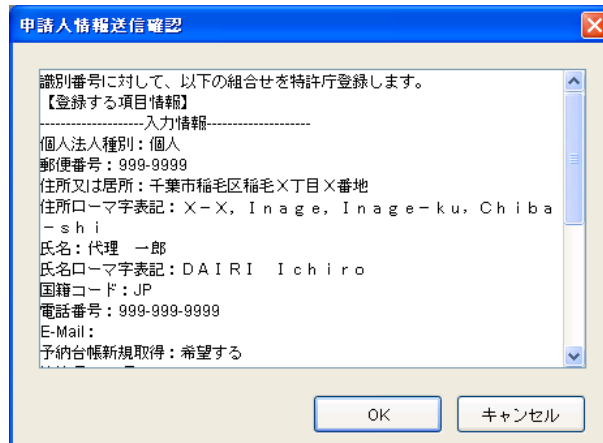 申請人情報送信確認
識別番号に対して、以下の組合せを特許庁登録します。
【登録する項目情報】
-------------------入力情報-------------------
個人法人種別：個人
郵便番号：999-9999
住所又は居所：千葉市稲毛区稲毛×丁目×番地
住所ローマ字表記：Ｘ－Ｘ，Ｉｎａｇｅ，Ｉｎａｇｅ－ｋｕ，Ｃｈｉｂａ
－ｓｈｉ
氏名：代理　一郎
氏名ローマ字表記：ＤＡＩＲＩ　Ｉｃｈｉｒｏ
国籍コード：JP
電話番号：999-999-9999
E-Mail：
予納台帳新規取得：希望する
OK
キャンセル